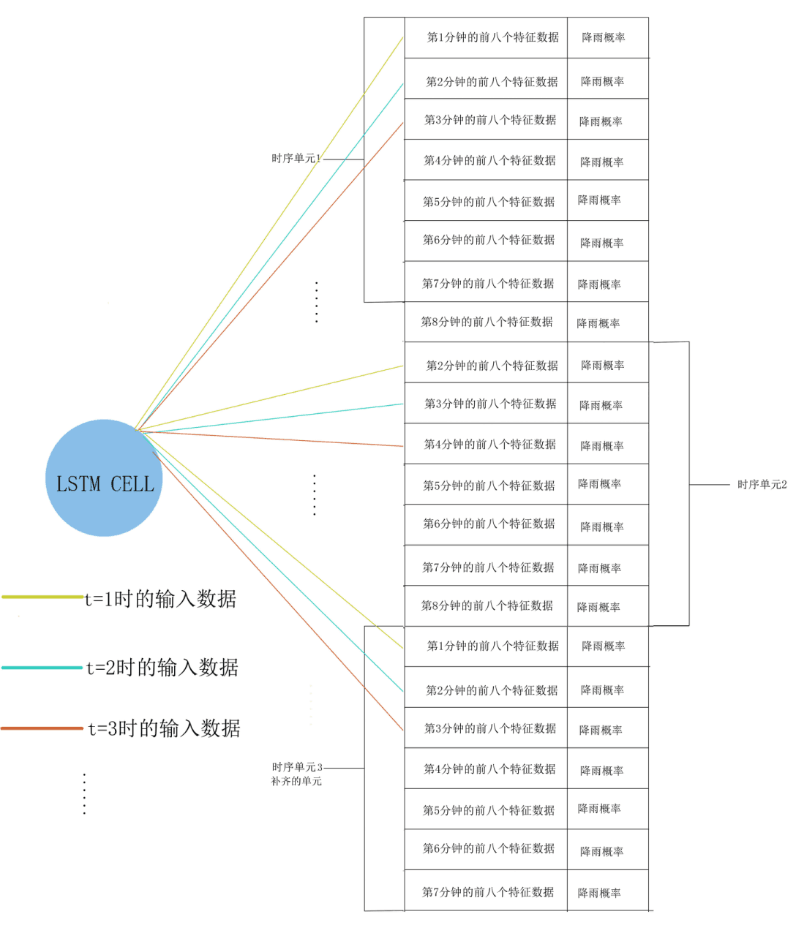 第1分钟的前八个特征数据 降雨概率
第2分钟的前八个特征数据 降雨概率
第3分钟的前八个特征数据 降雨概率
时序单元1
第4分钟的前八个特征数据 降雨概率
第5分钟的前八个特征数据 降雨概率
第6分钟的前八个特征数据 降雨概率
第7分钟的前八个特征数据 降雨概率
第8分钟的前八个特征数据 降雨概率
第2分钟的前八个特征数据 降雨概率
第3分钟的前八个特征数据 降雨概率
第4分钟的前八个特征数据 降雨概率
第5分钟的前八个特征数据 降雨概率
时序单元2
第6分钟的前八个特征数据 降雨概率
第7分钟的前八个特征数据 降雨概率
第8分钟的前八个特征数据 降雨概率
第1分钟的前八个特征数据 降雨概率
第2分钟的前八个特征数据 降雨概率
第3分钟的前八个特征数据 降雨概率
时序单元3
补齐的单元
第4分钟的前八个特征数据 降雨概率
第5分钟的前八个特征数据 降雨概率
第6分钟的前八个特征数据 降雨概率
第7分钟的前八个特征数据 降雨概率
LSTM CELL
t=1时的输入数据
t=2时的输入数据
t=3时的输入数据